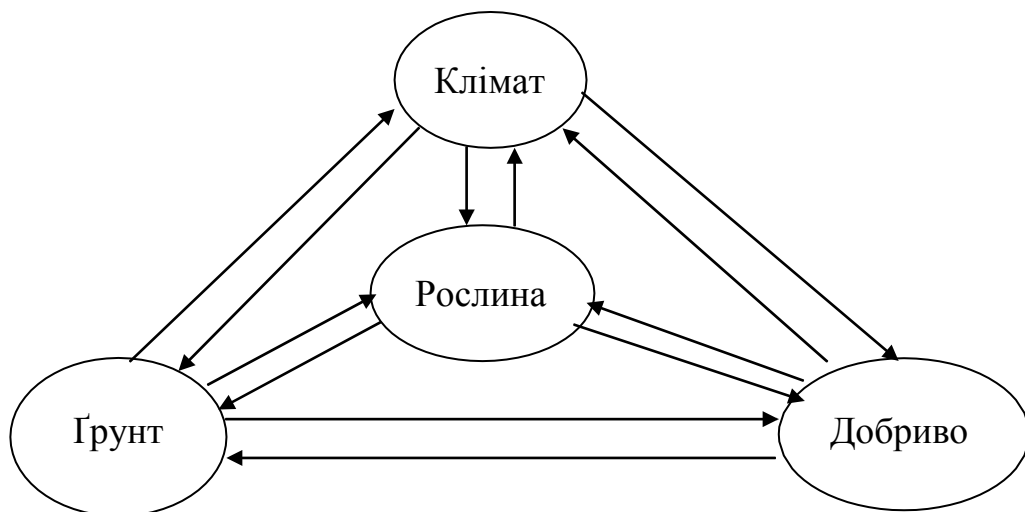 Клімат
Рослина
Ґрунт
Добриво